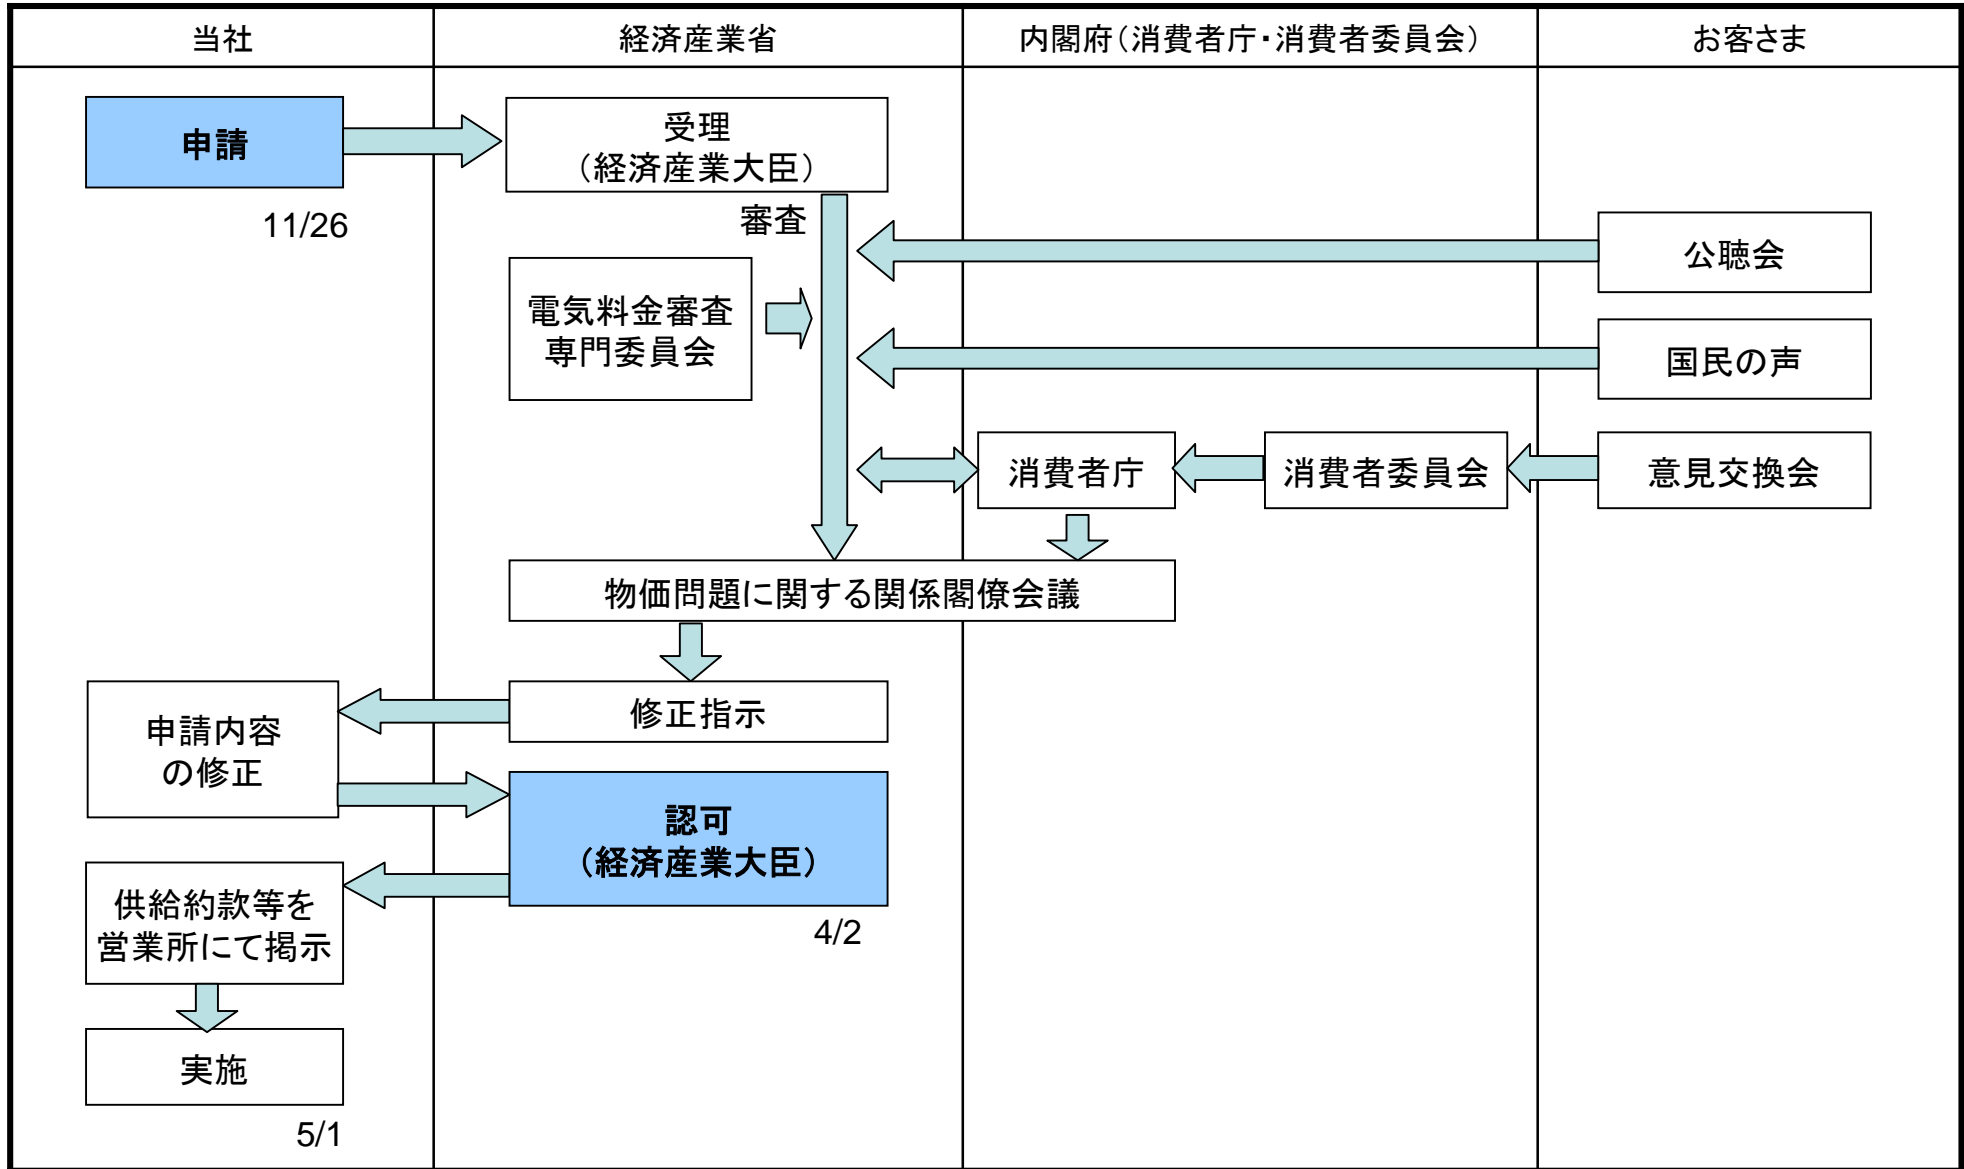 当社
経済産業省
内閣府（消費者庁・消費者委員会）
お客さま
申請
11/26
受理
（経済産業大臣）
審査
公聴会
電気料金審査
専門委員会
国民の声
消費者庁
消費者委員会
意見交換会
物価問題に関する関係閣僚会議
修正指示
申請内容
の修正
認可
（経済産業大臣）
4/2
供給約款等を
営業所にて掲示
実施
5/1